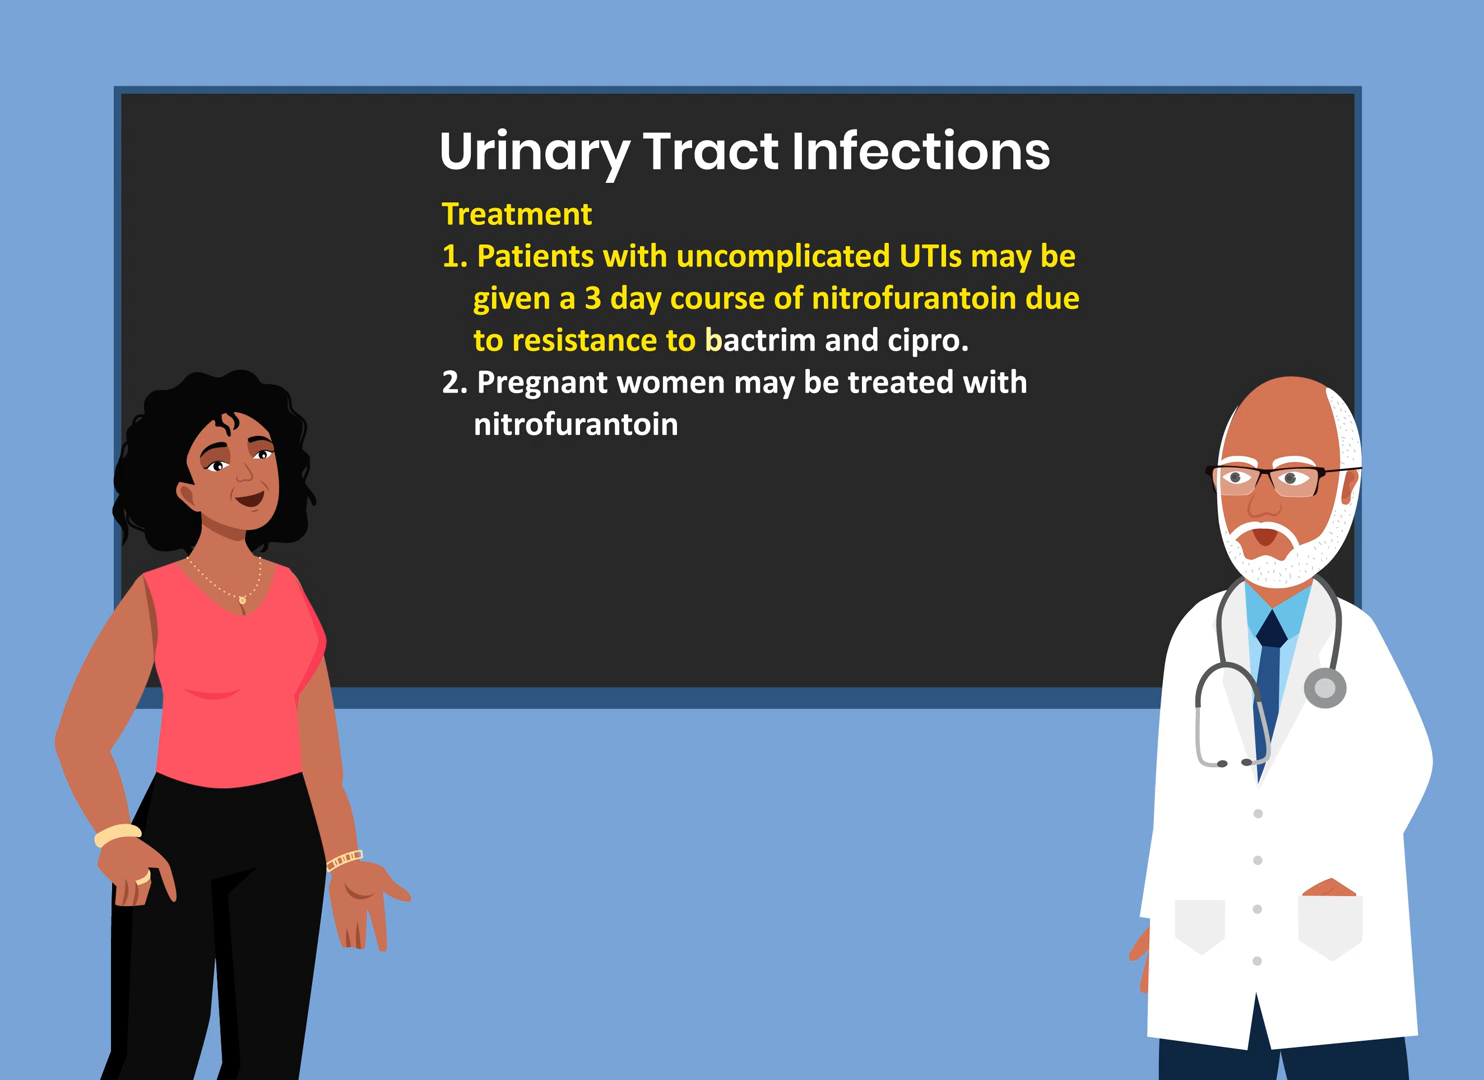 Urinary Tract Infections
Treatment
1. Patients with uncomplicated UTIs may be
given a 3 day course of nitrofurantoin due
to resistance to bactrim and cipro.
2. Pregnant women may be treated with
nitrofurantoin